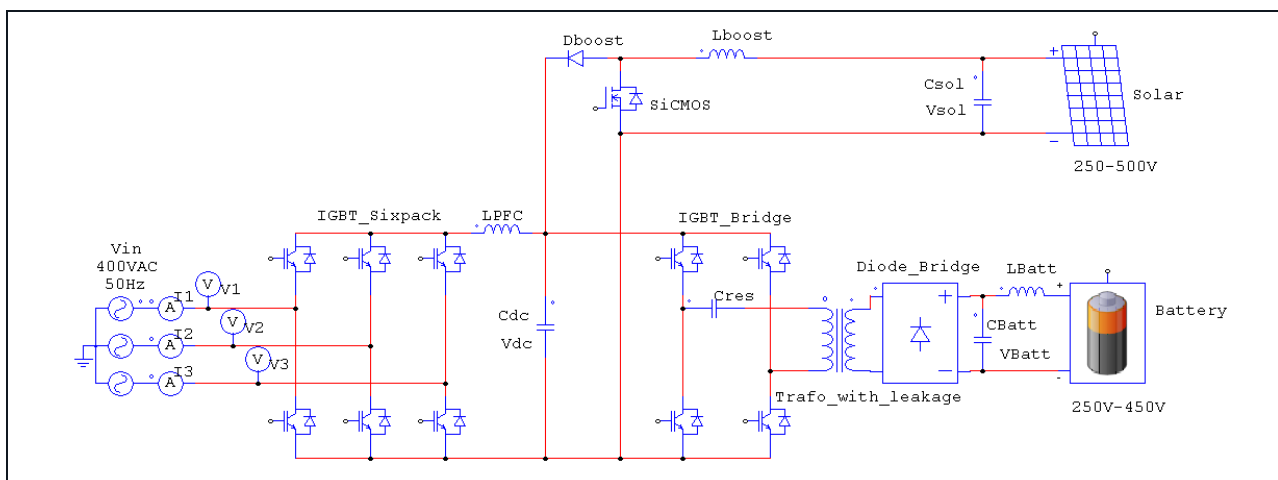 Dboost
Lboost
SiCMOS
Csol
Vsol
+
Solar
−
250-500V
IGBT_Sixpack
LPFC
IGBT_Bridge
Vin
400VAC
50Hz
V
V1
A
I1
V
V2
A
I2
V
V3
A
I3
Cdc
Vdc
Cres
Diode_Bridge
+
−
Trafo_with_leakage
LBatt
+
CBatt
VBatt
-
Battery
250V-450V